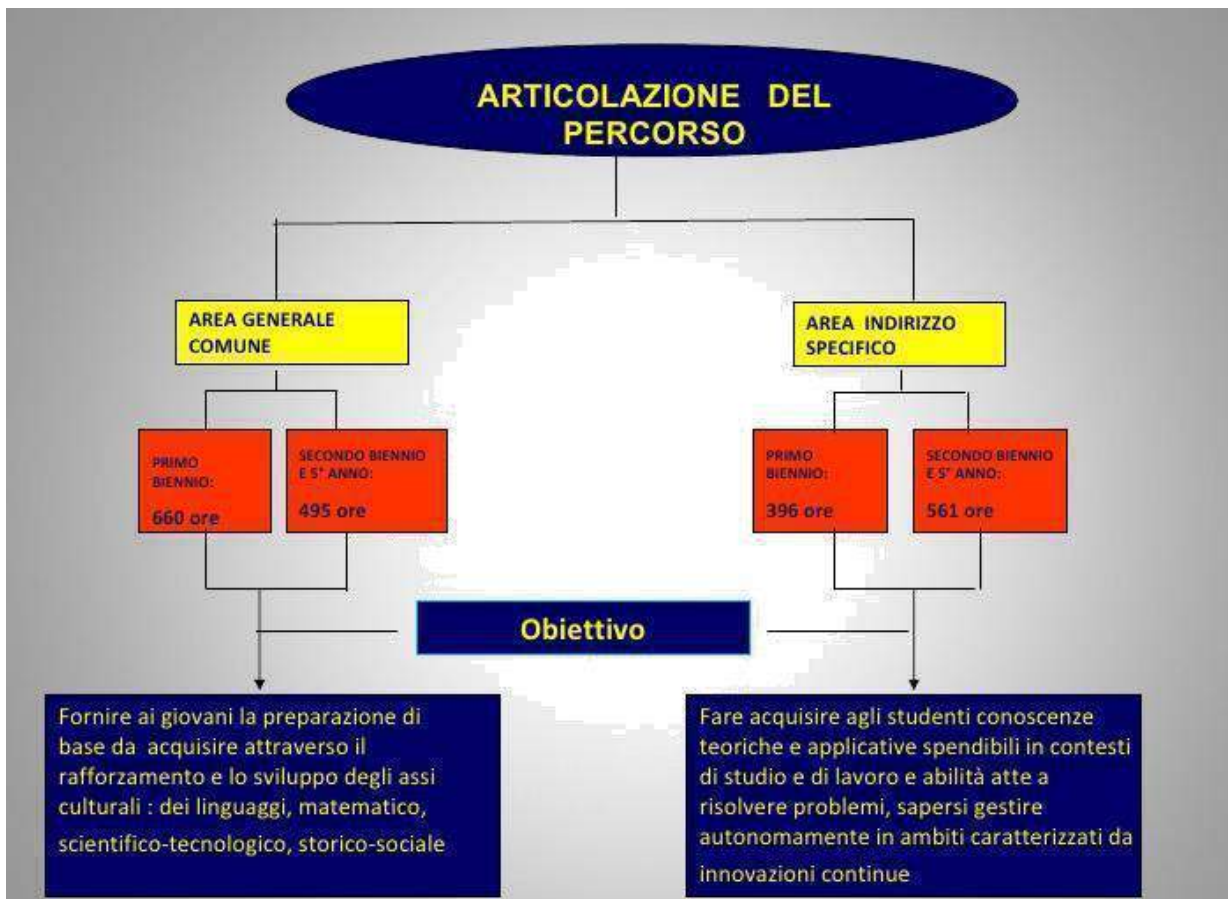 ARTICOLAZIONE DEL
PERCORSO
AREA GENERALE
COMUNE
AREA INDIRIZZO
SPECIFICO
PRIMO
BIENNIO:
660 ore
SECONDO BIENNIO
E 5° ANNO:
495 ore
PRIMO
BIENNIO:
396 ore
SECONDO BIENNIO
E 5° ANNO:
561 ore
Obiettivo
Fornire ai giovani la preparazione di
base da acquisire attraverso il
rafforzamento e lo sviluppo degli assi
culturali : dei linguaggi, matematico,
scientifico-tecnologico, storico-sociale
Fare acquisire agli studenti conoscenze
teoriche e applicative spendibili in contesti
di studio e di lavoro e abilità atte a
risolvere problemi, sapersi gestire
autonomamente in ambiti caratterizzati da
innovazioni continue